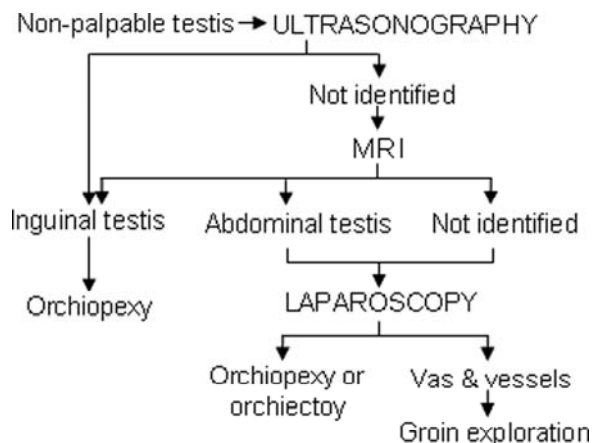 Non-palpable testis ULTRASONOGRAPHY
Not identified
MRI
Inguinal testis Abdominal testis Not identified
Orchiopexy
LAPAROSCOPY
Orchiopexy or
orchiectoy
Vas & vessels
Groin exploration